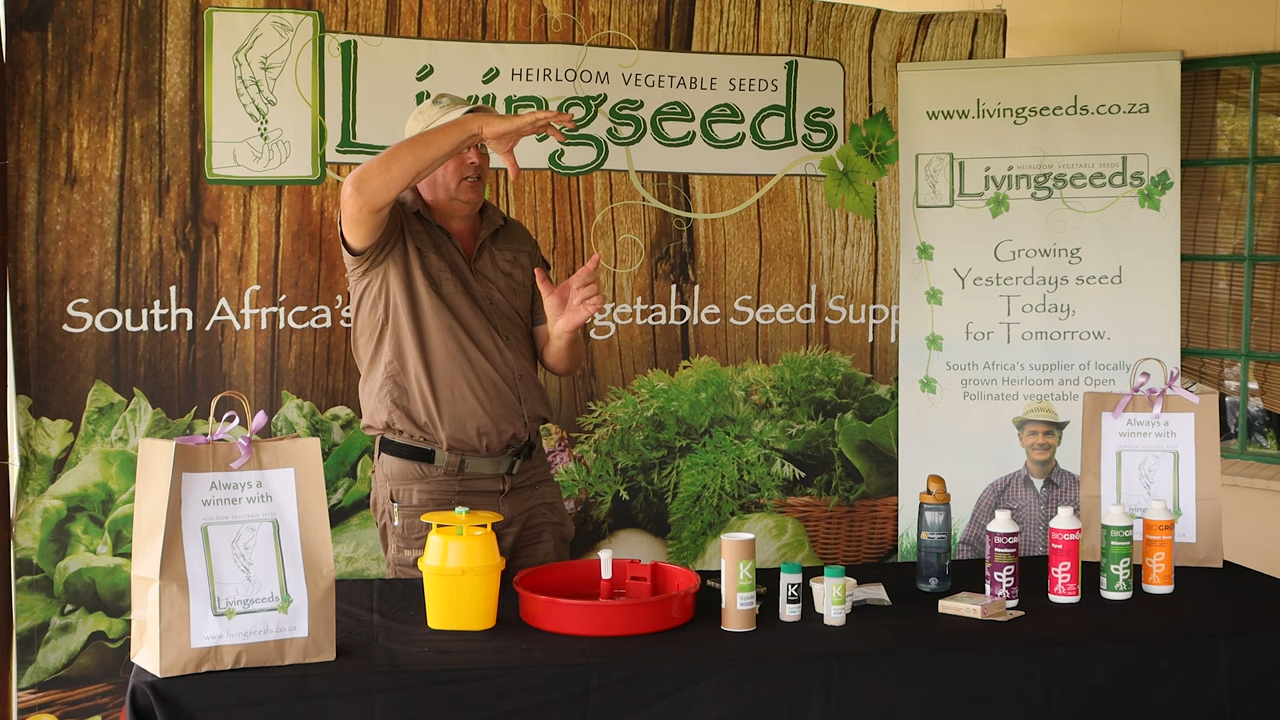 HEIRLOOM VEGETABLE SEEDS
Livingseeds
South Africa's getable Seed Supp
www.livingseeds.co.za
HEIRLOOM VEGETABLE SEEDS
Livingseeds
Growing
Yesterdays seed
Today,
for Tomorrow.
South Africa's supplier of locally
grown Heirloom and Open
Pollinated vegetable
Always a
winner with
HEIRLOOM VEGETABLE SEEDS
Livingseeds
www.livingseeds.co.za
Always a
winner with
K
K
K
BIOGRO
BIOGRO
Pyrol
BIOGRO
BIOGRO